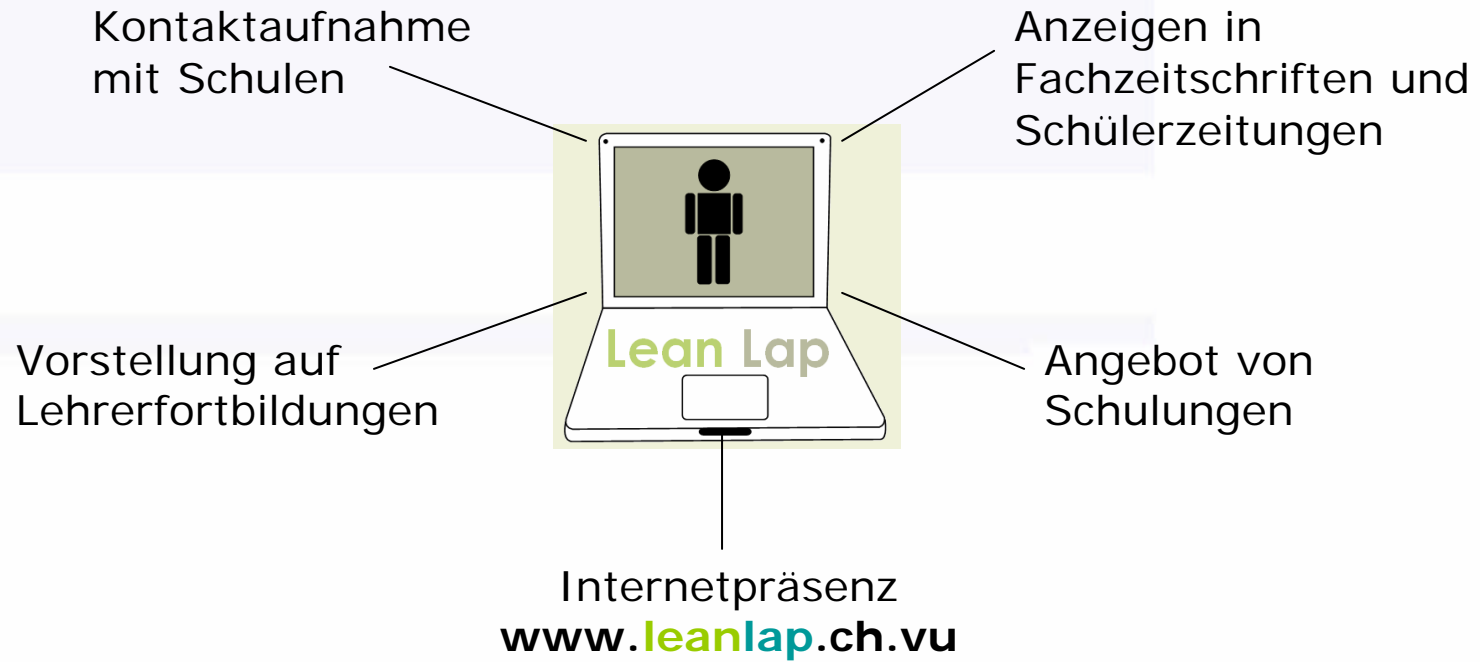 Kontaktaufnahme
mit Schulen
Anzeigen in
Fachzeitschriften und
Schülerzeitungen
Lean Lap
Vorstellung auf
Lehrerfortbildungen
Angebot von
Schulungen
Internetpräsenz
www.leanlap.ch.vu